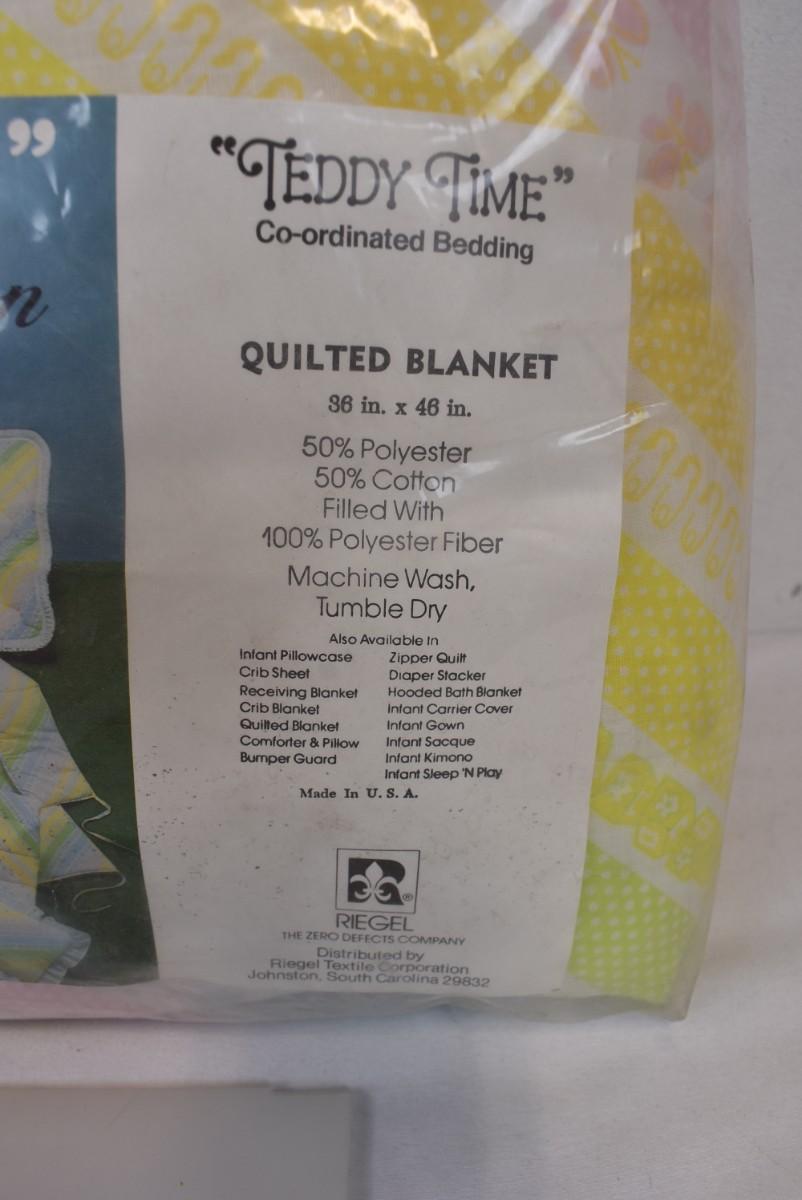 ”
n
“TEDDY TIME”
Co-ordinated Bedding
QUILTED BLANKET
36 in. x 46 in.
50% Polyester
50% Cotton
Filled With
100% Polyester Fiber
Machine Wash,
Tumble Dry
Also Available In
Infant Pillowcase
Crib Sheet
Receiving Blanket
Crib Blanket
Quilted Blanket
Comforter & Pillow
Bumper Guard
Zipper Quilt
Diaper Stacker
Hooded Bath Blanket
Infant Carrier Cover
Infant Gown
Infant Sacque
Infant Kimono
Infant Sleep 'N Play
Made In U. S. A.
R®
RIEGEL
THE ZERO DEFECTS COMPANY
Distributed by
Riegel Textile Corporation
Johnston, South Carolina 29832